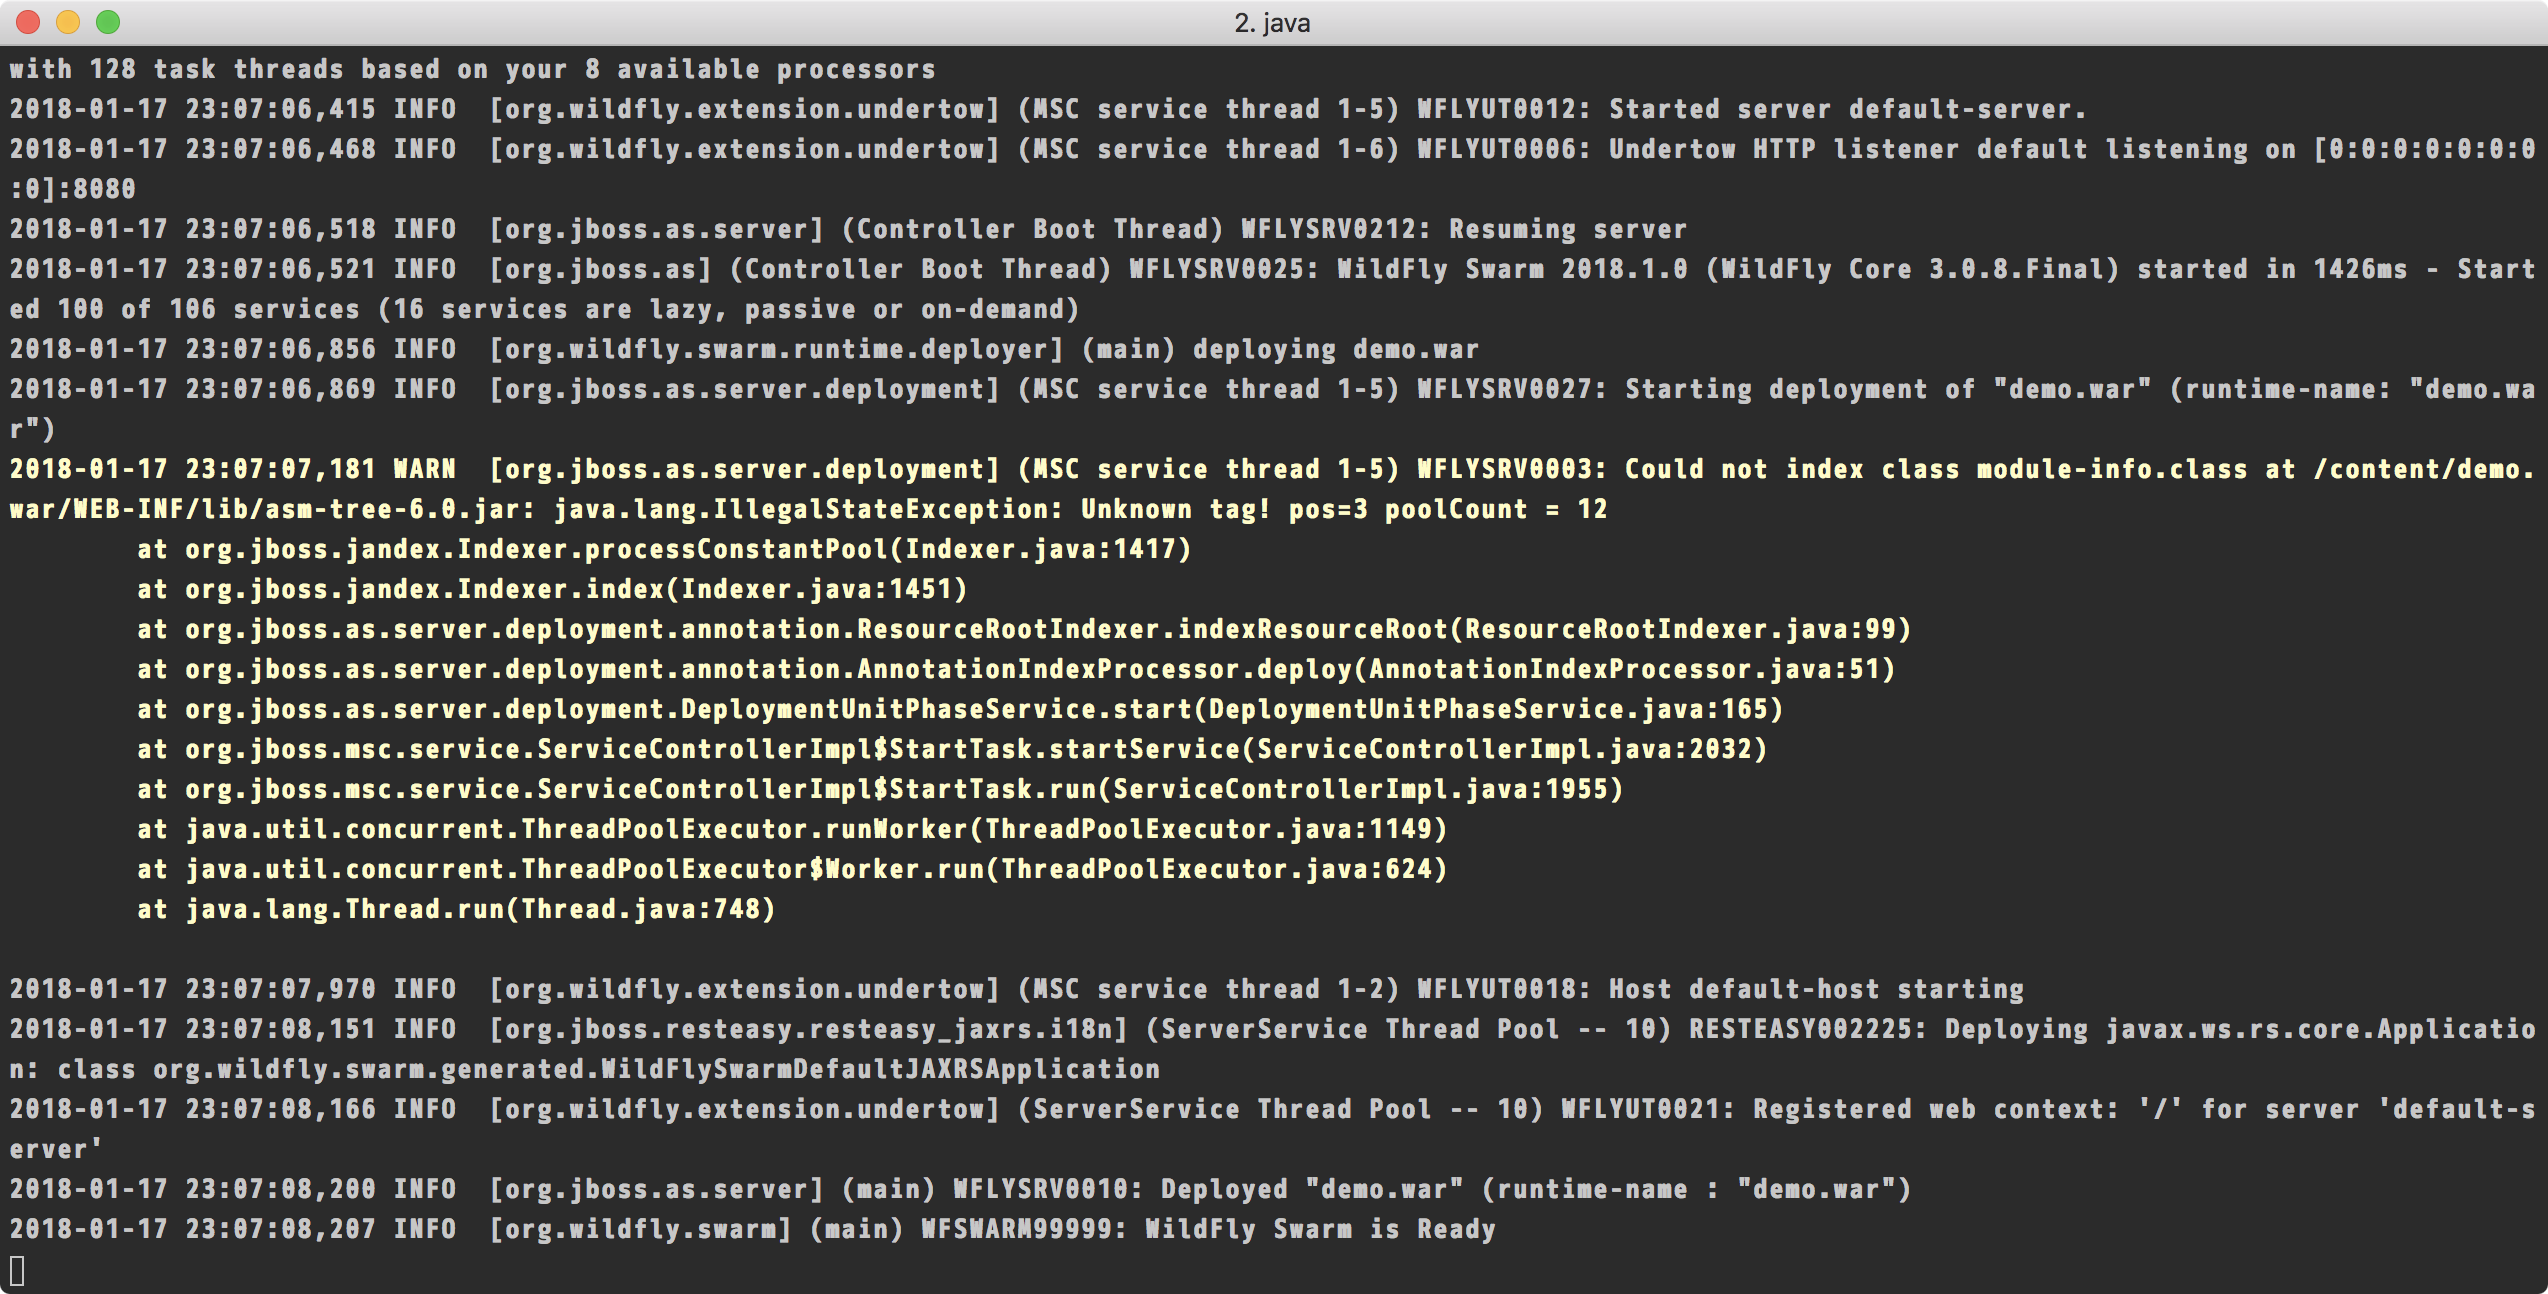 2. java
with 128 task threads based on your 8 available processors
2018-01-17 23:07:06,415 INFO  [org.wildfly.extension.undertow] (MSC service thread 1-5) WFLYUT0012: Started server default-server.
2018-01-17 23:07:06,468 INFO  [org.wildfly.extension.undertow] (MSC service thread 1-6) WFLYUT0006: Undertow HTTP listener default listening on [0:0:0:0:0:0:0
:0]:8080
2018-01-17 23:07:06,518 INFO  [org.jboss.as.server] (Controller Boot Thread) WFLYSRV0212: Resuming server
2018-01-17 23:07:06,521 INFO  [org.jboss.as] (Controller Boot Thread) WFLYSRV0025: WildFly Swarm 2018.1.0 (WildFly Core 3.0.8.Final) started in 1426ms - Start
ed 100 of 106 services (16 services are lazy, passive or on-demand)
2018-01-17 23:07:06,856 INFO  [org.wildfly.swarm.runtime.deployer] (main) deploying demo.war
2018-01-17 23:07:06,869 INFO  [org.jboss.as.server.deployment] (MSC service thread 1-5) WFLYSRV0027: Starting deployment of "demo.war" (runtime-name: "demo.wa
r")
2018-01-17 23:07:07,181 WARN  [org.jboss.as.server.deployment] (MSC service thread 1-5) WFLYSRV0003: Could not index class module-info.class at /content/demo.
war/WEB-INF/lib/asm-tree-6.0.jar: java.lang.IllegalStateException: Unknown tag! pos=3 poolCount = 12
        at org.jboss.jandex.Indexer.processConstantPool(Indexer.java:1417)
        at org.jboss.jandex.Indexer.index(Indexer.java:1451)
        at org.jboss.as.server.deployment.annotation.ResourceRootIndexer.indexResourceRoot(ResourceRootIndexer.java:99)
        at org.jboss.as.server.deployment.annotation.AnnotationIndexProcessor.deploy(AnnotationIndexProcessor.java:51)
        at org.jboss.as.server.deployment.DeploymentUnitPhaseService.start(DeploymentUnitPhaseService.java:165)
        at org.jboss.msc.service.ServiceControllerImpl$StartTask.startService(ServiceControllerImpl.java:2032)
        at org.jboss.msc.service.ServiceControllerImpl$StartTask.run(ServiceControllerImpl.java:1955)
        at java.util.concurrent.ThreadPoolExecutor.runWorker(ThreadPoolExecutor.java:1149)
        at java.util.concurrent.ThreadPoolExecutor$Worker.run(ThreadPoolExecutor.java:624)
        at java.lang.Thread.run(Thread.java:748)
2018-01-17 23:07:07,970 INFO  [org.wildfly.extension.undertow] (MSC service thread 1-2) WFLYUT0018: Host default-host starting
2018-01-17 23:07:08,151 INFO  [org.jboss.resteasy.resteasy_jaxrs.i18n] (ServerService Thread Pool -- 10) RESTEASY002225: Deploying javax.ws.rs.core.Applicatio
n: class org.wildfly.swarm.generated.WildFlySwarmDefaultJAXRSApplication
2018-01-17 23:07:08,166 INFO  [org.wildfly.extension.undertow] (ServerService Thread Pool -- 10) WFLYUT0021: Registered web context: '/' for server 'default-s
erver'
2018-01-17 23:07:08,200 INFO  [org.jboss.as.server] (main) WFLYSRV0010: Deployed "demo.war" (runtime-name : "demo.war")
2018-01-17 23:07:08,207 INFO  [org.wildfly.swarm] (main) WFSWARM99999: WildFly Swarm is Ready